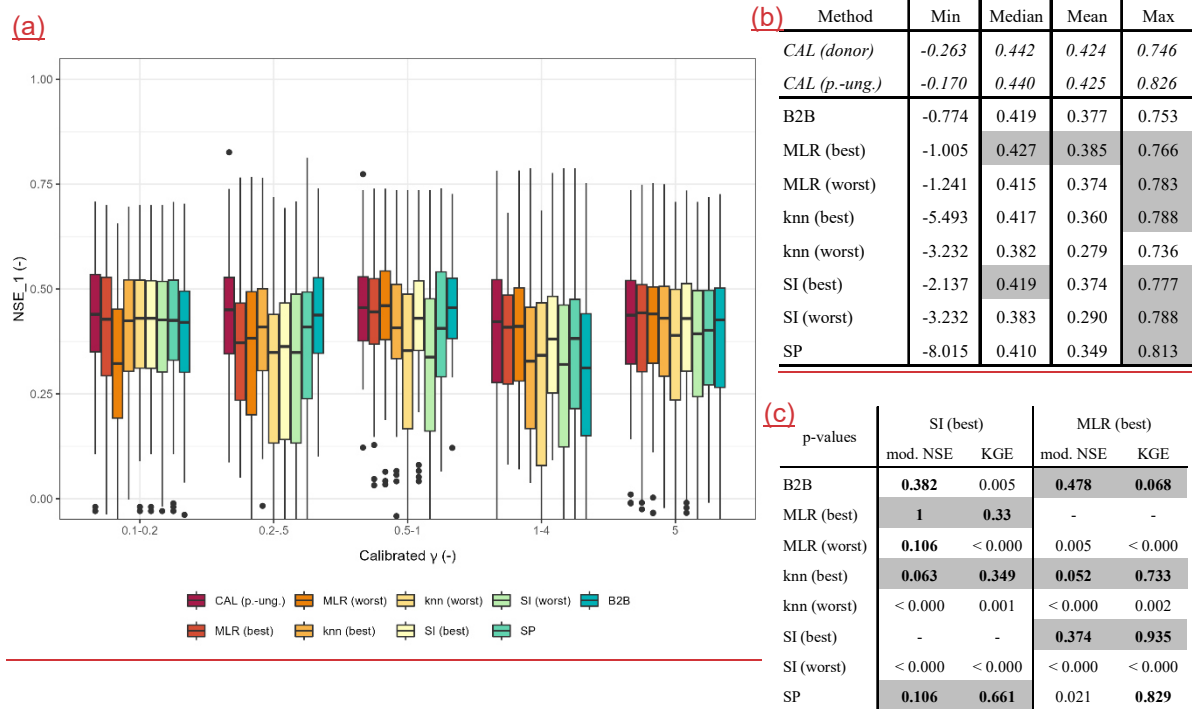 (a)
1.00
0.75
0.50
0.25
0.00
NSE_1 (-)
0.1-0.2
0.2-.5
0.5-1
1-4
5
Calibrated γ (-)
CAL (p.-ung.) MLR (worst) knn (worst) SI (worst) B2B
MLR (best) knn (best) SI (best) SP
(b)
Method Min Median Mean Max
CAL (donor) -0.263 0.442 0.424 0.746
CAL (p.-ung.) -0.170 0.440 0.425 0.826
B2B -0.774 0.419 0.377 0.753
MLR (best) -1.005 0.427 0.385 0.766
MLR (worst) -1.241 0.415 0.374 0.783
knn (best) -5.493 0.417 0.360 0.788
knn (worst) -3.232 0.382 0.279 0.736
SI (best) -2.137 0.419 0.374 0.777
SI (worst) -3.232 0.383 0.290 0.788
SP -8.015 0.410 0.349 0.813
(c)
p-values SI (best) MLR (best)
mod. NSE KGE mod. NSE KGE
B2B 0.382 0.005 0.478 0.068
MLR (best) 1 0.33 - -
MLR (worst) 0.106 < 0.000 0.005 < 0.000
knn (best) 0.063 0.349 0.052 0.733
knn (worst) < 0.000 0.001 < 0.000 0.002
SI (best) - - 0.374 0.935
SI (worst) < 0.000 < 0.000 < 0.000 < 0.000
SP 0.106 0.661 0.021 0.829